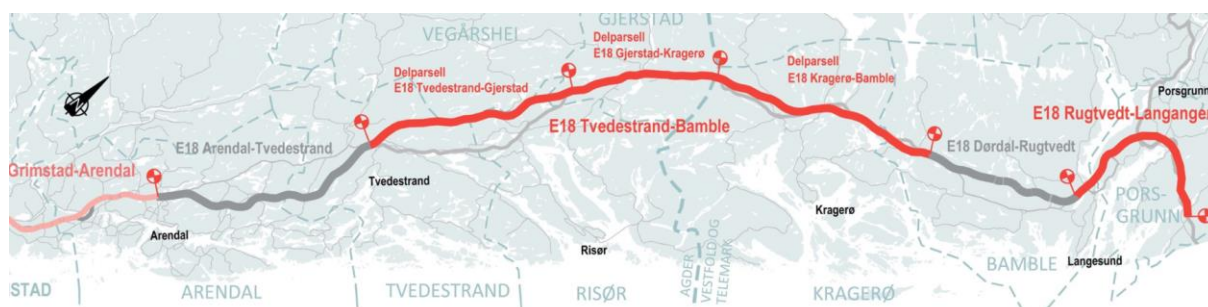 GJERSTAD
VEGÅRSHEI
Delparsell
E18 Gjerstad-Kragerø
Delparsell
E18 Tvedestrand-Gjerstad
Delparsell
E18 Kragerø-Bamble
Porsgrunn
E18 Rugtvedt-Langangen
E18 Tvedestrand-Bamble
E18 Arendal-Tvedestrand
E18 Dørdal-Rugtvedt
Grimstad-Arendal
Tvedestrand
PORS-
GRUNN
Kragerø
Arendal
Risør
Langesund
AGDER
VESTFOLD OG
TELEMARK
BAMBLE
STAD
ARENDAL
TVEDESTRAND
RISØR
KRAGERØ